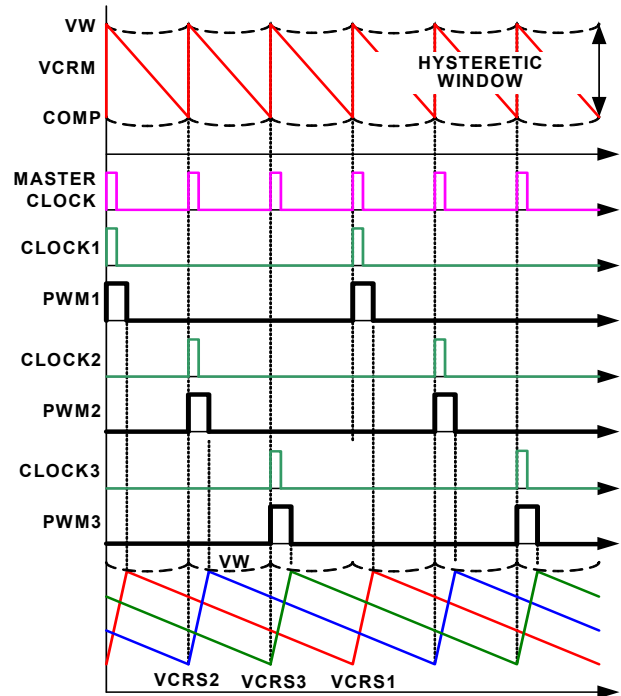 VW
VCRM
HYSTERETIC
WINDOW
COMP
MASTER
CLOCK
CLOCK1
PWM1
CLOCK2
PWM2
CLOCK3
PWM3
VW
VCRS2 VCRS3 VCRS1